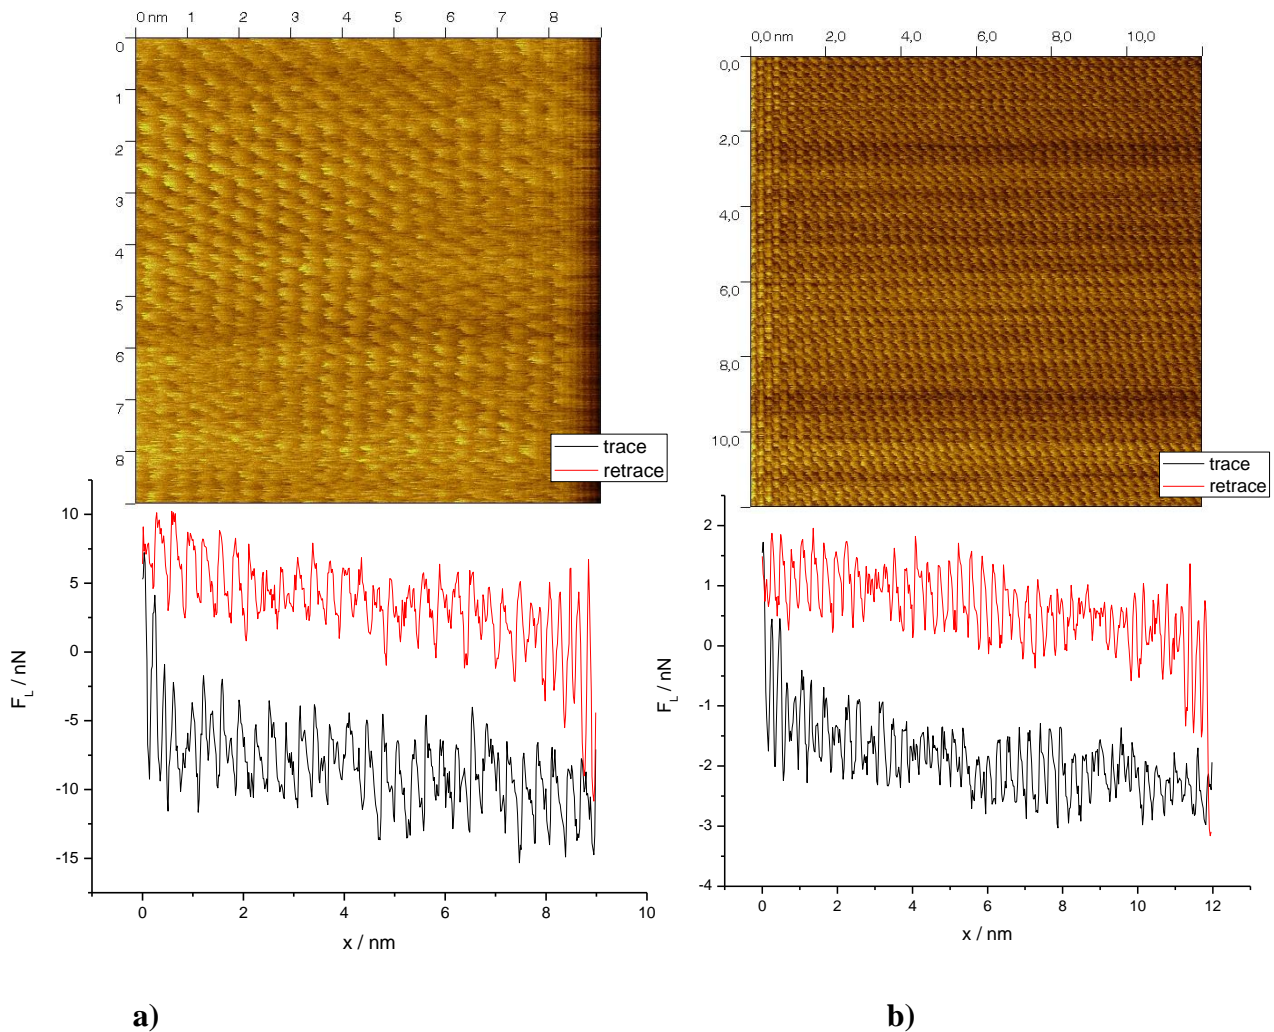 0 nm 1 2 3 4 5 6 7 8
0
1
2
3
4
5
6
7
8
trace
retrace
10
5
0
-5
-10
-15
F_L / nN
0 2 4 6 8 10
x / nm
a)
0,0 nm 2,0 4,0 6,0 8,0 10,0
0,0
2,0
4,0
6,0
8,0
10,0
trace
retrace
2
1
0
-1
-2
-3
-4
F_L / nN
0 2 4 6 8 10 12
x / nm
b)